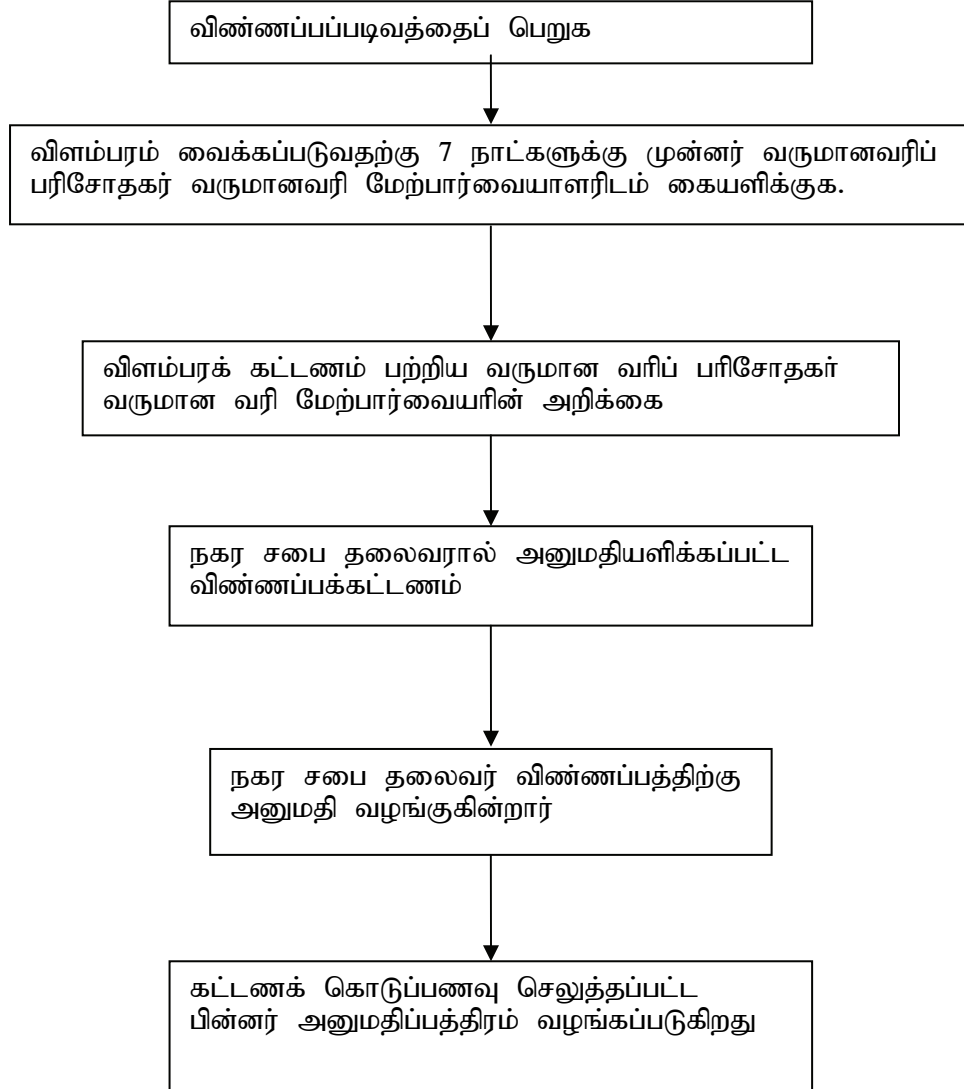 விண்ணப்பப்படிவத்தைப் பெறுக
விளம்பரம் வைக்கப்படுவதற்கு 7 நாட்களுக்கு முன்னர் வருமானவரிப்
பரிசோதகர் வருமானவரி மேற்பார்வையாளரிடம் கையளிக்குக.
விளம்பரக் கட்டணம் பற்றிய வருமான வரிப் பரிசோதகர்
வருமான வரி மேற்பார்வையரின் அறிக்கை
நகர சபை தலைவரால் அனுமதியளிக்கப்பட்ட
விண்ணப்பக்கட்டணம்
நகர சபை தலைவர் விண்ணப்பத்திற்கு
அனுமதி வழங்குகின்றார்
கட்டணக் கொடுப்பணவு செலுத்தப்பட்ட
பின்னர் அனுமதிப்பத்திரம் வழங்கப்படுகிறது